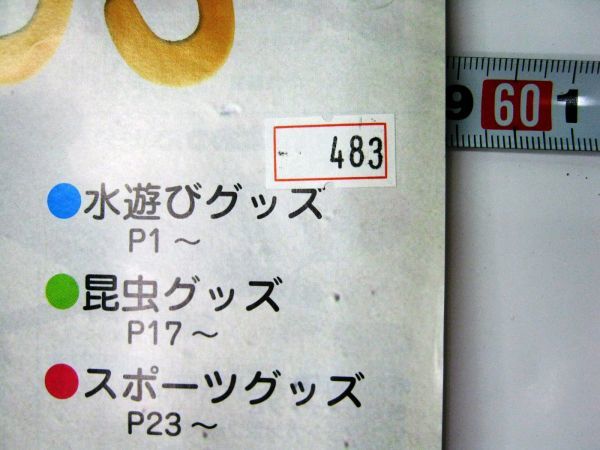 483
9 60 1
●水遊びグッズ
P1～
●昆虫グッズ
P17～
●スポーツグッズ
P23～